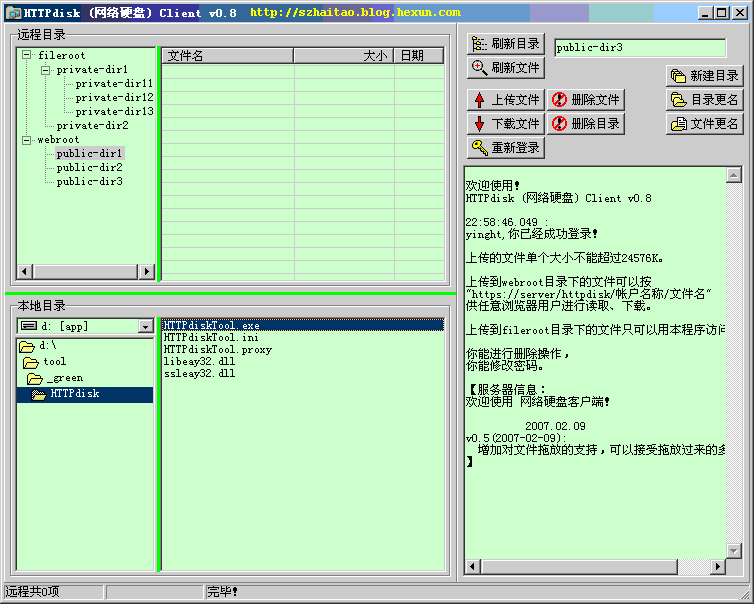 HTTPdisk (网络硬盘) Client v0.8 http://szhaitao.blog.hexun.com
远程目录
fileroot
private-dir1
private-dir11
private-dir12
private-dir13
private-dir2
webroot
public-dir1
public-dir2
public-dir3
文件名 大小 日期
刷新目录 public-dir3
刷新文件
新建目录
上传文件 删除文件 目录更名
下载文件 删除目录 文件更名
重新登录
欢迎使用!
HTTPdisk (网络硬盘) Client v0.8
22:58:46.049 :
yinght,你已经成功登录!
上传的文件单个大小不能超过24576K。
上传到webroot目录下的文件可以按
"https://server/httpdisk/帐户名称/文件名"
供任意浏览器用户进行读取、下载。
上传到fileroot目录下的文件只可以用本程序访问
你能进行删除操作,
你能修改密码。
【服务器信息:
欢迎使用 网络硬盘客户端!
2007.02.09
v0.5(2007-02-09):
增加对文件拖放的支持,可以接受拖放过来的多
】
本地目录
d: [app]
d:\
tool
_green
HTTPdisk
HTTPdiskTool.exe
HTTPdiskTool.ini
HTTPdiskTool.proxy
libeay32.dll
ssleay32.dll
远程共0项 完毕!